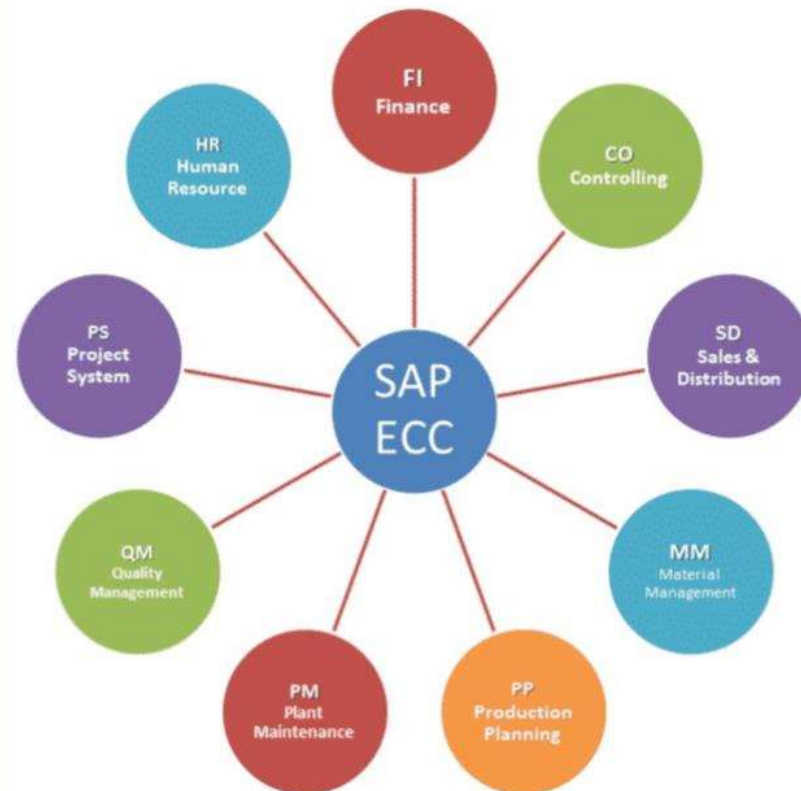 FI
Finance
CO
Controlling
SD
Sales &
Distribution
MM
Material
Management
PP
Production
Planning
PM
Plant
Maintenance
QM
Quality
Management
PS
Project
System
HR
Human
Resource
SAP
ECC